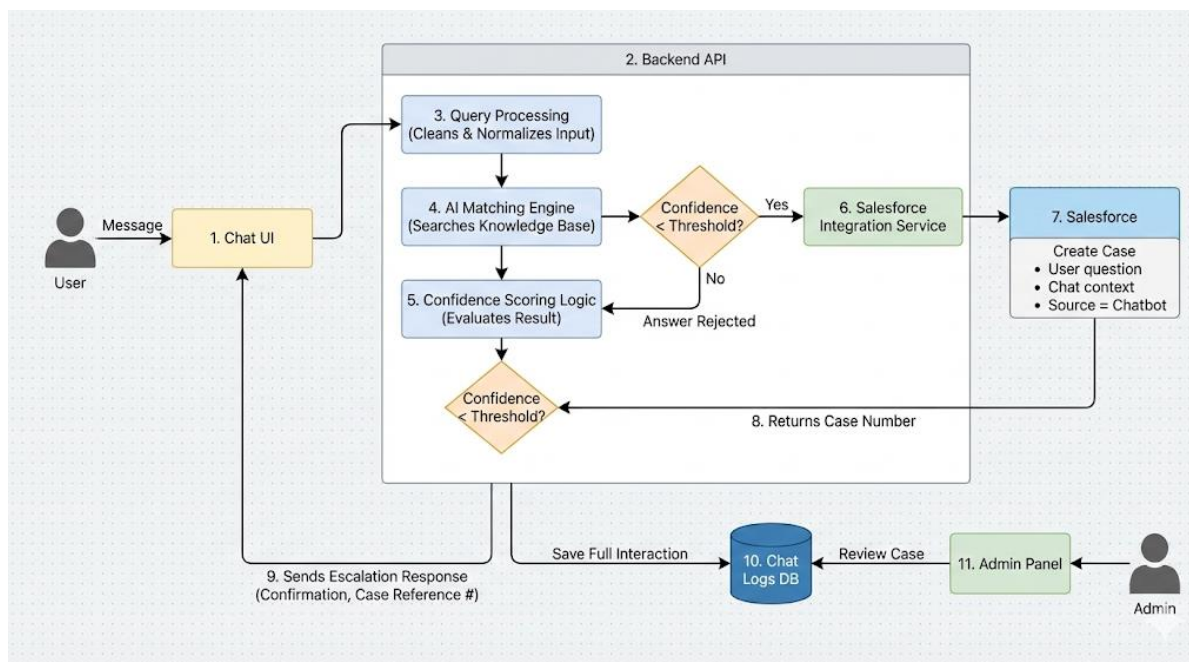 2. Backend API
3. Query Processing
(Cleans & Normalizes Input)
4. AI Matching Engine
(Searches Knowledge Base)
Confidence
< Threshold?
Yes
6. Salesforce
Integration Service
7. Salesforce
Create Case
• User question
• Chat context
• Source = Chatbot
Message
1. Chat UI
User
No
5. Confidence Scoring Logic
(Evaluates Result)
Answer Rejected
Confidence
< Threshold?
8. Returns Case Number
Save Full Interaction
9. Sends Escalation Response
(Confirmation, Case Reference #)
10. Chat
Logs DB
Review Case
11. Admin Panel
Admin